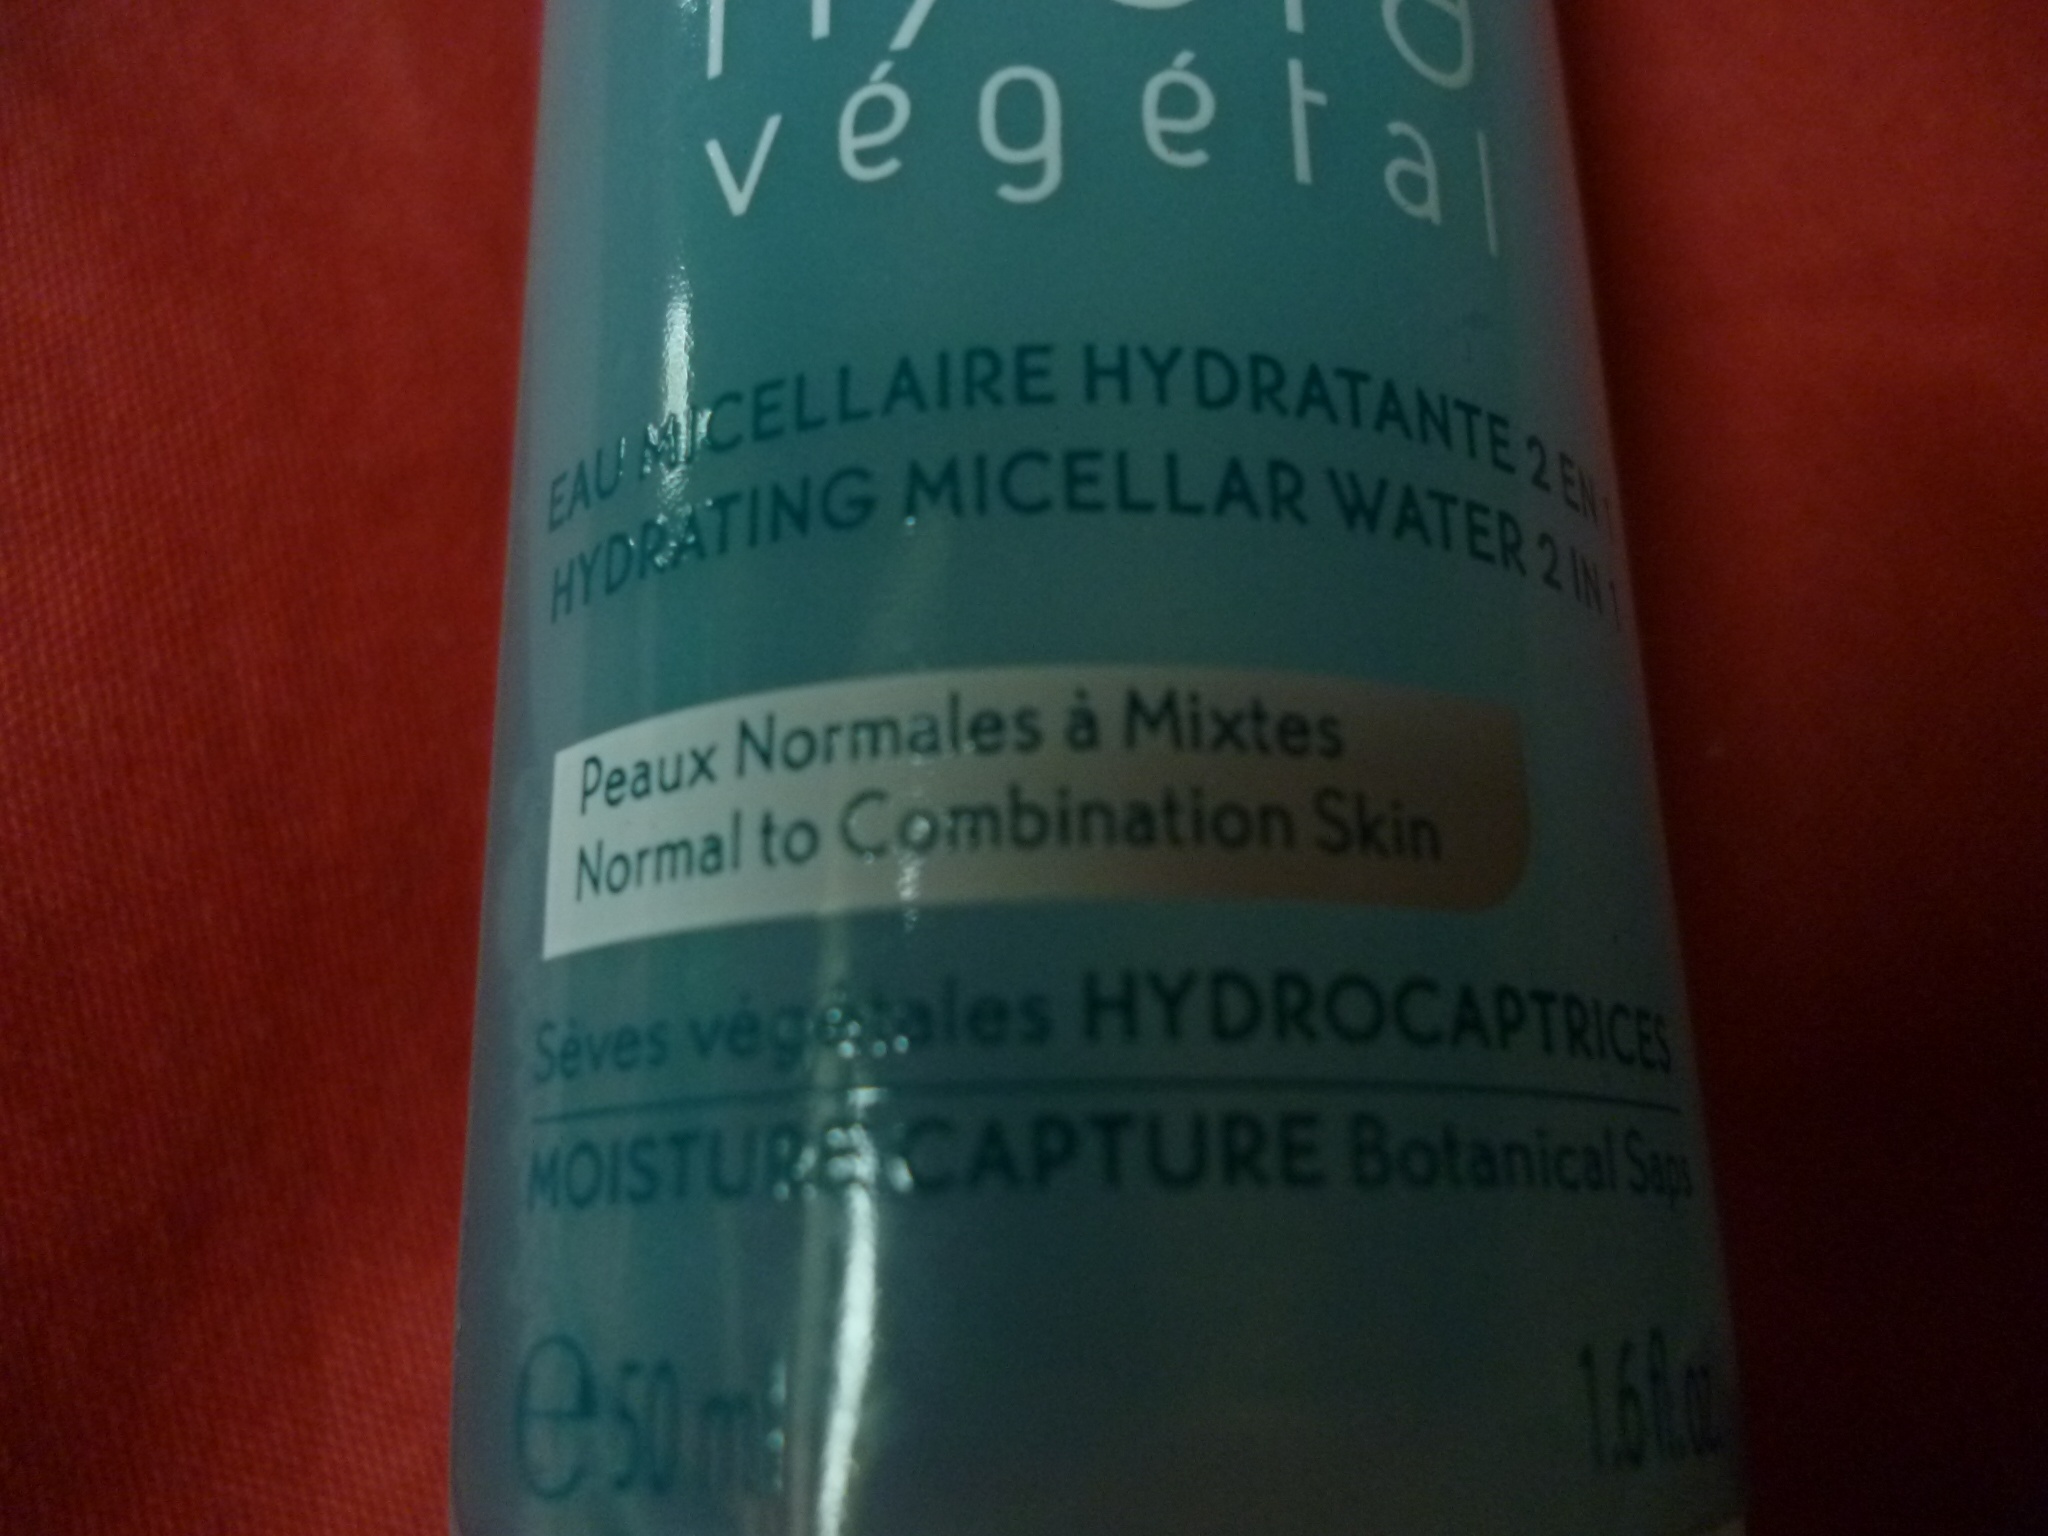 végétal
EAU MICELLAIRE HYDRATANTE 2 EN 1
HYDRATING MICELLAR WATER 2 IN 1
Peaux Normales à Mixtes
Normal to Combination Skin
Sèves végétales HYDROCAPTRICES
MOISTURE CAPTURE Botanical Saps
e 50 ml 1.6 fl.oz